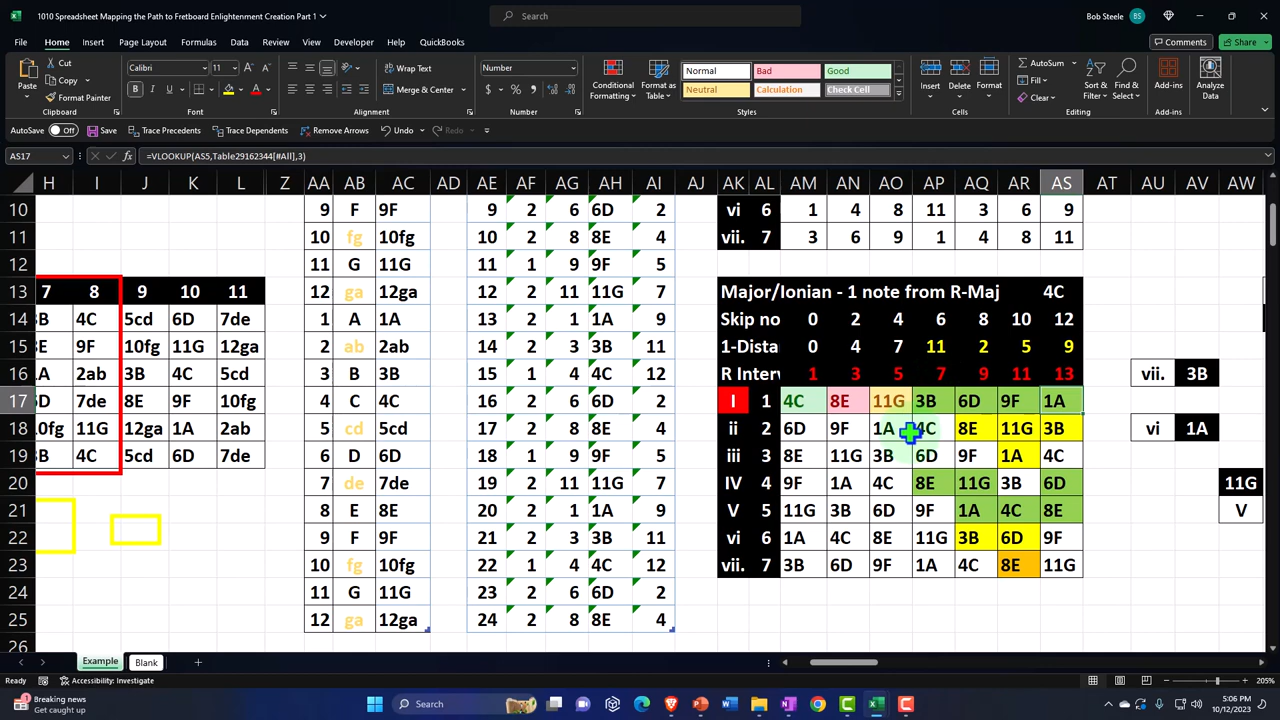 1010 Spreadsheet Mapping the Path to Fretboard Enlightenment Creation Part 1
Search
Bob Steele BS
File Home Insert Page Layout Formulas Data Review View Developer Help QuickBooks Comments Share
Paste Cut Copy Format Painter
Calibri 11
Wrap Text
Merge & Center
Number
Conditional Formatting Format as Table
Normal Bad Good
Neutral Calculation Check Cell
Insert Delete Format
AutoSum Fill Clear
Sort & Filter Find & Select
Add-ins Analyze Data
Clipboard Font Alignment Number Styles Cells Editing Add-ins
AutoSave Off Save Trace Precedents Trace Dependents Remove Arrows Undo Redo
AS17 fx =VLOOKUP(AS5,Table29162344[#All],3)
H I J K L Z AA AB AC AD AE AF AG AH AI AJ AK AL AM AN AO AP AQ AR AS AT AU AV AW
10 9 F 9F 9 2 6 6D 2 vi 6 1 4 8 11 3 6 9
11 10 fg 10fg 10 2 8 8E 4 vii. 7 3 6 9 1 4 8 11
12 11 G 11G 11 1 9 9F 5
13 7 8 9 10 11 12 ga 12ga 12 2 11 11G 7 Major/Ionian - 1 note from R-Maj 4C
14 3B 4C 5cd 6D 7de 1 A 1A 13 2 1 1A 9 Skip no 0 2 4 6 8 10 12
15 8E 9F 10fg 11G 12ga 2 ab 2ab 14 2 3 3B 11 1-Dista 0 4 7 11 2 5 9
16 1A 2ab 3B 4C 5cd 3 B 3B 15 1 4 4C 12 R Interv 1 3 5 7 9 11 13 vii. 3B
17 6D 7de 8E 9F 10fg 4 C 4C 16 2 6 6D 2 I 1 4C 8E 11G 3B 6D 9F 1A
18 10fg 11G 12ga 1A 2ab 5 cd 5cd 17 2 8 8E 4 ii 2 6D 9F 1A 4C 8E 11G 3B vi 1A
19 3B 4C 5cd 6D 7de 6 D 6D 18 1 9 9F 5 iii 3 8E 11G 3B 6D 9F 1A 4C
20 7 de 7de 19 2 11 11G 7 IV 4 9F 1A 4C 8E 11G 3B 6D 11G
21 8 E 8E 20 2 1 1A 9 V 5 11G 3B 6D 9F 1A 4C 8E V
22 9 F 9F 21 2 3 3B 11 vi 6 1A 4C 8E 11G 3B 6D 9F
23 10 fg 10fg 22 1 4 4C 12 vii. 7 3B 6D 9F 1A 4C 8E 11G
24 11 G 11G 23 2 6 6D 2
25 12 ga 12ga 24 2 8 8E 4
26
Example Blank
Ready Accessibility: Investigate 205%
Breaking news
Get caught up
Search
5:06 PM
10/12/2023